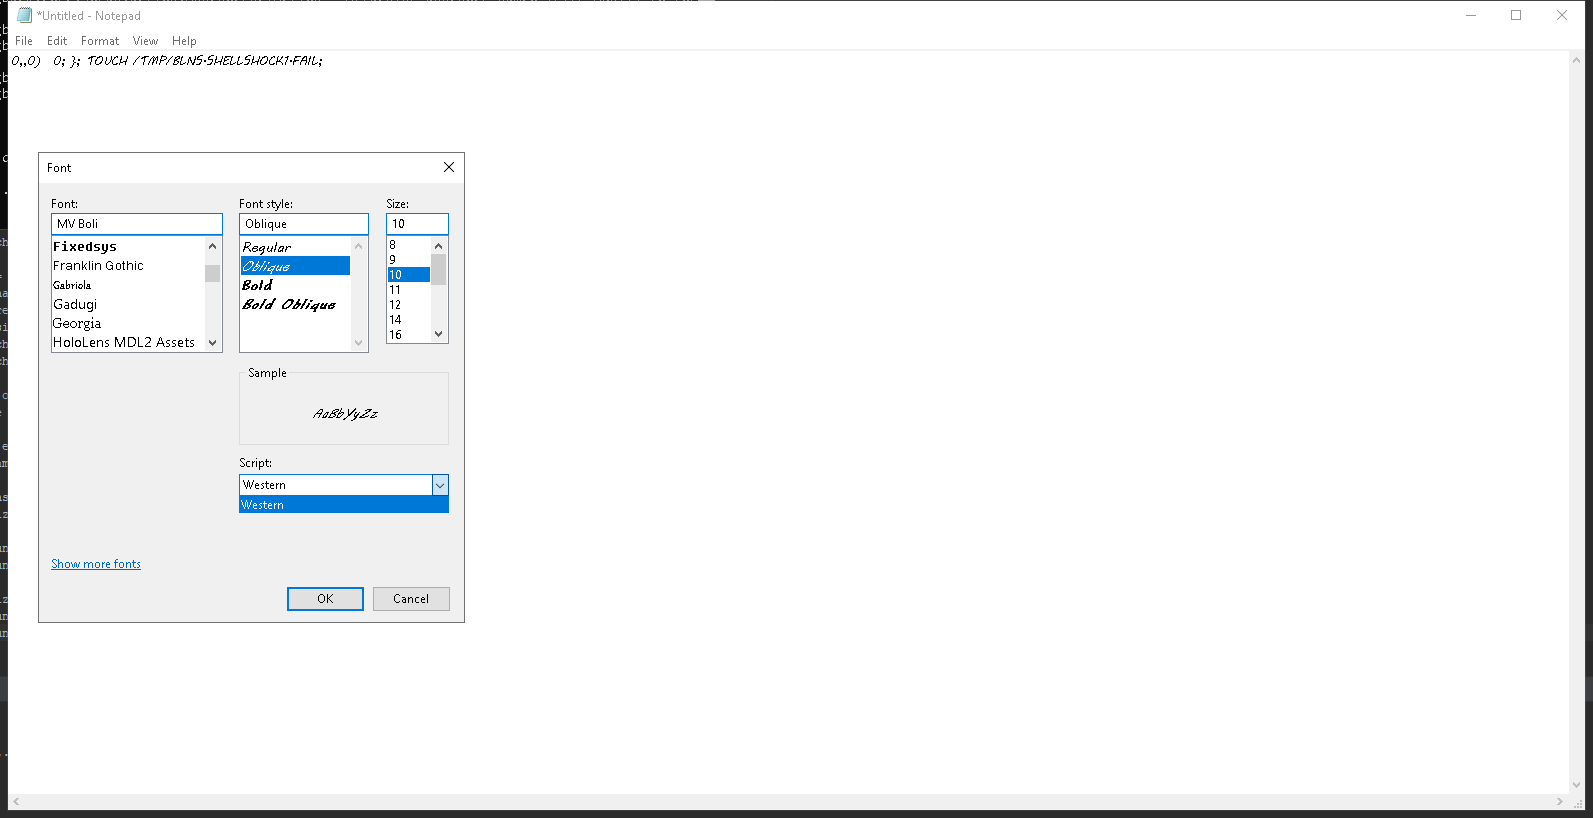 *Untitled - Notepad
File Edit Format View Help
0,,0) 0; }; TOUCH /TMP/BLNS.SHELLSHOCK1.FAIL;
Font
Font: Font style: Size:
MV Boli Oblique 10
Fixedsys
Franklin Gothic
Gabriola
Gadugi
Georgia
HoloLens MDL2 Assets
Regular
Oblique
Bold
Bold Oblique
8
9
10
11
12
14
16
Sample
AaBbYyZz
Script:
Western
Western
Show more fonts
OK Cancel